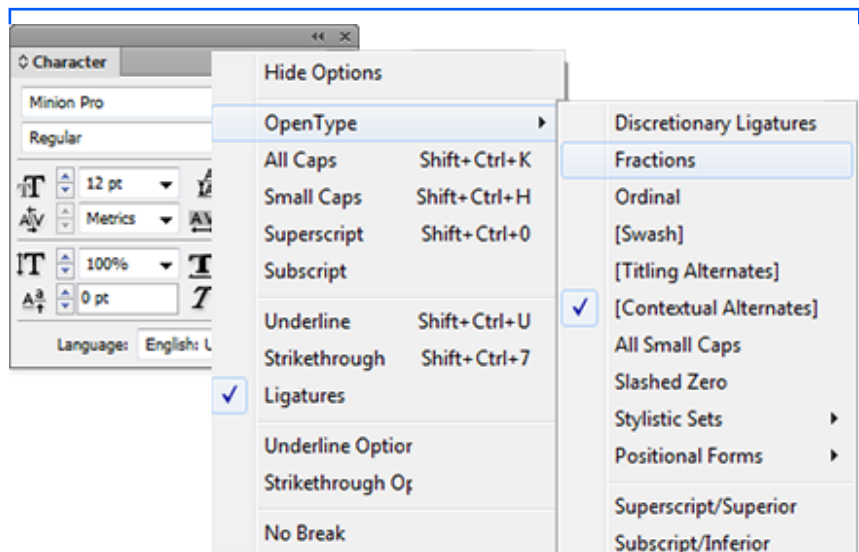 Character
Minion Pro
Regular
12 pt
Metrics
100%
0 pt
Language: English: U
Hide Options
OpenType
All Caps Shift+Ctrl+K
Small Caps Shift+Ctrl+H
Superscript Shift+Ctrl+0
Subscript
Underline Shift+Ctrl+U
Strikethrough Shift+Ctrl+7
Ligatures
Underline Option
Strikethrough Op
No Break
Discretionary Ligatures
Fractions
Ordinal
[Swash]
[Titling Alternates]
[Contextual Alternates]
All Small Caps
Slashed Zero
Stylistic Sets
Positional Forms
Superscript/Superior
Subscript/Inferior